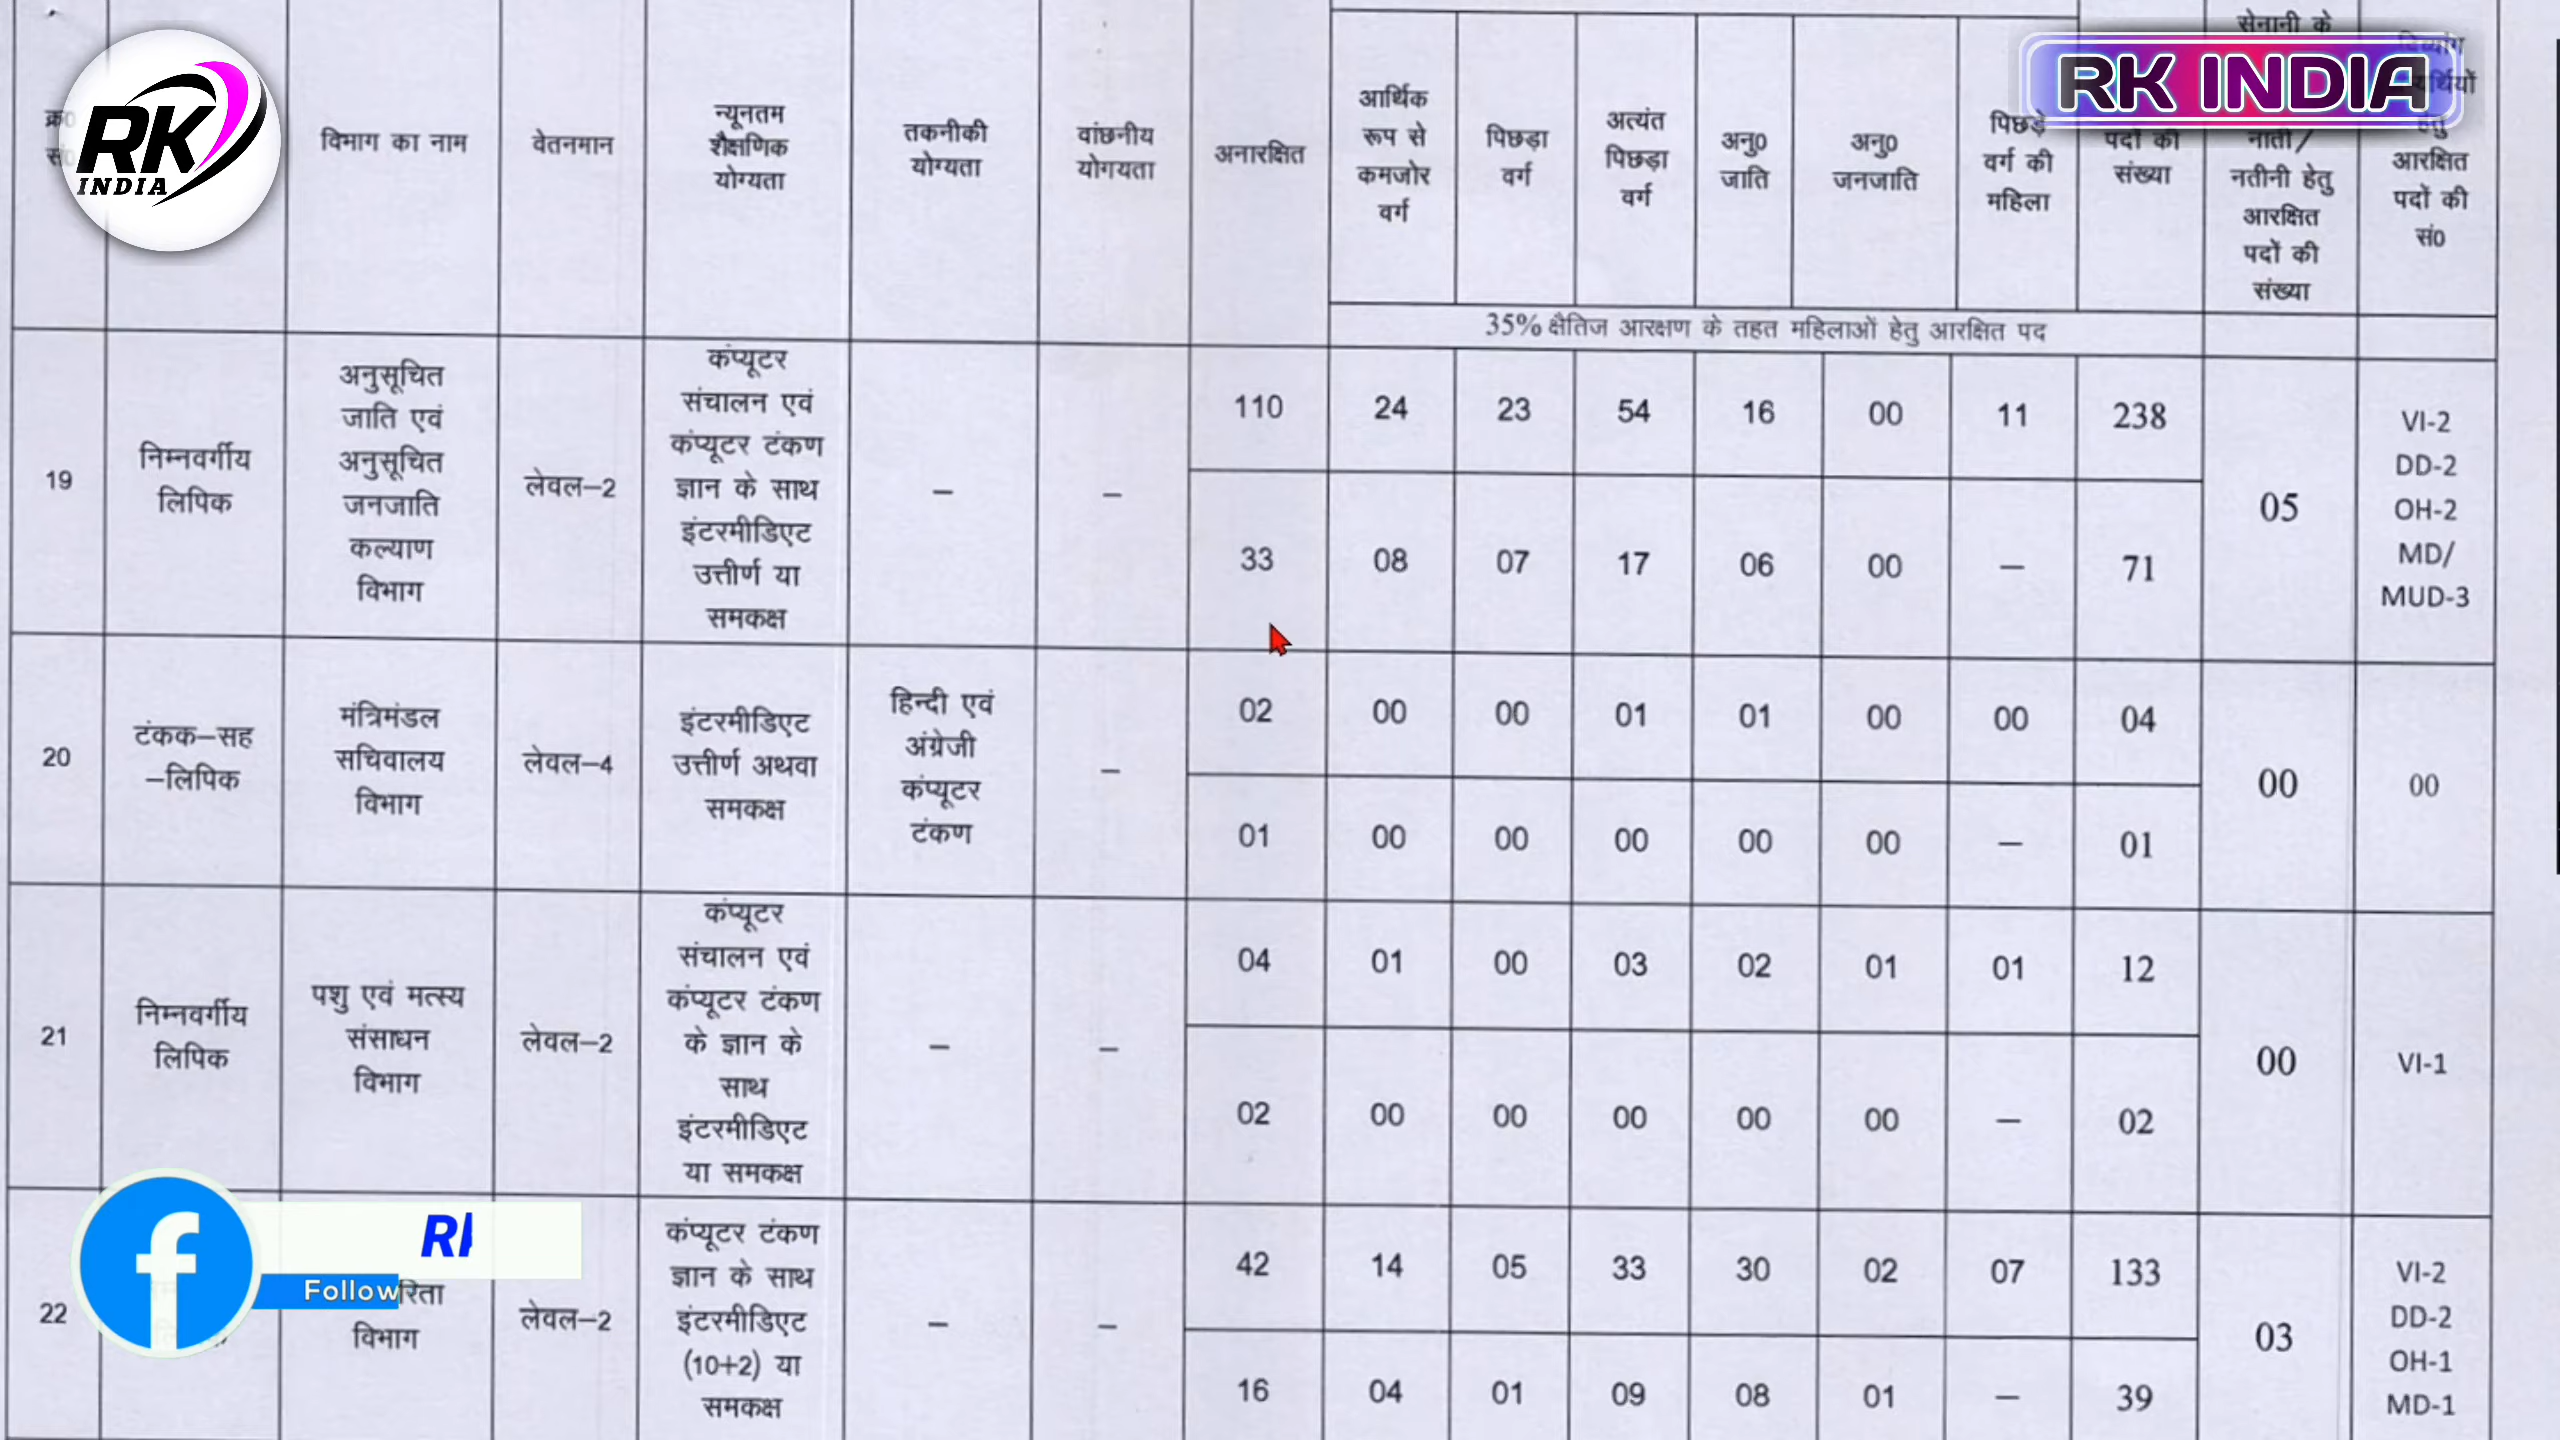 RK
INDIA
RK INDIA
विभाग का नाम
वेतनमान
न्यूनतम
शैक्षणिक
योग्यता
तकनीकी
योग्यता
वांछनीय
योगयता
अनारक्षित
आर्थिक
रूप से
कमजोर
वर्ग
पिछड़ा
वर्ग
अत्यंत
पिछड़ा
वर्ग
अनु0
जाति
अनु0
जनजाति
पिछड़े
वर्ग की
महिला
पदों की
संख्या
सेनानी के
नाती/
नतीनी हेतु
आरक्षित
पदों की
संख्या
हेतु
आरक्षित
पदों की
सं0
35% क्षैतिज आरक्षण के तहत महिलाओं हेतु आरक्षित पद
19
निम्नवर्गीय
लिपिक
अनुसूचित
जाति एवं
अनुसूचित
जनजाति
कल्याण
विभाग
लेवल–2
कंप्यूटर
संचालन एवं
कंप्यूटर टंकण
ज्ञान के साथ
इंटरमीडिएट
उत्तीर्ण या
समकक्ष
–
–
110 24 23 54 16 00 11 238
33 08 07 17 06 00 – 71
05
VI-2
DD-2
OH-2
MD/
MUD-3
20
टंकक–सह
–लिपिक
मंत्रिमंडल
सचिवालय
विभाग
लेवल–4
इंटरमीडिएट
उत्तीर्ण अथवा
समकक्ष
हिन्दी एवं
अंग्रेजी
कंप्यूटर
टंकण
–
02 00 00 01 01 00 00 04
01 00 00 00 00 00 – 01
00
00
21
निम्नवर्गीय
लिपिक
पशु एवं मत्स्य
संसाधन
विभाग
लेवल–2
कंप्यूटर
संचालन एवं
कंप्यूटर टंकण
के ज्ञान के
साथ
इंटरमीडिएट
या समकक्ष
–
–
04 01 00 03 02 01 01 12
02 00 00 00 00 00 – 02
00
VI-1
22
विभाग
लेवल–2
कंप्यूटर टंकण
ज्ञान के साथ
इंटरमीडिएट
(10+2) या
समकक्ष
–
–
42 14 05 33 30 02 07 133
16 04 01 09 08 01 – 39
03
VI-2
DD-2
OH-1
MD-1
f
Follow